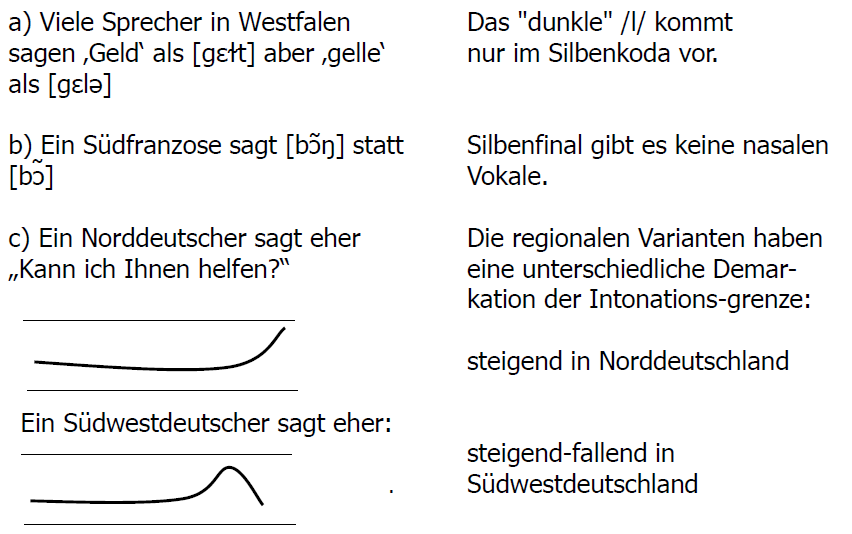 a) Viele Sprecher in Westfalen
sagen ‚Geld‘ als [gɛɫt] aber ‚gelle‘
als [gɛlə]
Das "dunkle" /l/ kommt
nur im Silbenkoda vor.
b) Ein Südfranzose sagt [bɔ̃ŋ] statt
[bɔ̃]
Silbenfinal gibt es keine nasalen
Vokale.
c) Ein Norddeutscher sagt eher
„Kann ich Ihnen helfen?“
Die regionalen Varianten haben
eine unterschiedliche Demar-
kation der Intonations-grenze:
steigend in Norddeutschland
Ein Südwestdeutscher sagt eher:
.
steigend-fallend in
Südwestdeutschland